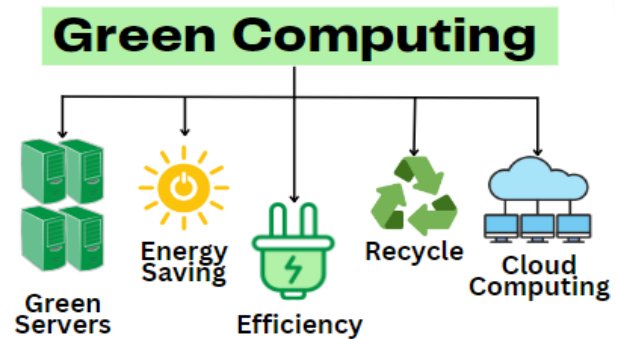 Green Computing
Green
Servers
Energy
Saving
Efficiency
Recycle
Cloud
Computing